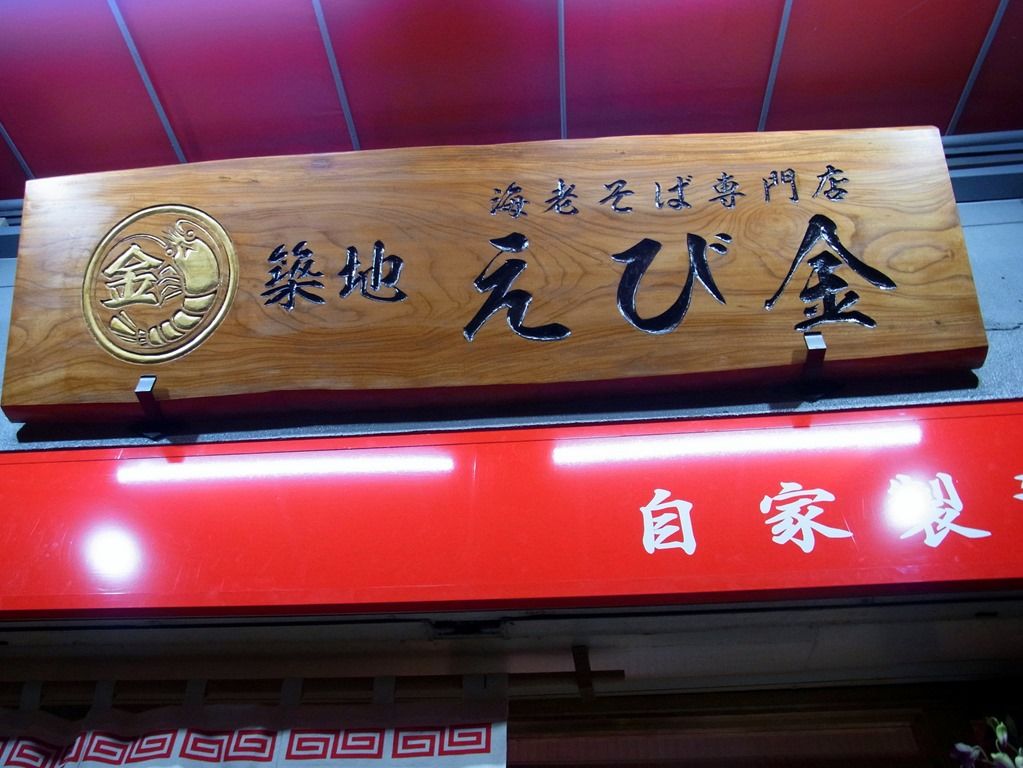 海老そば専門店
金 築地 えび金
自家製